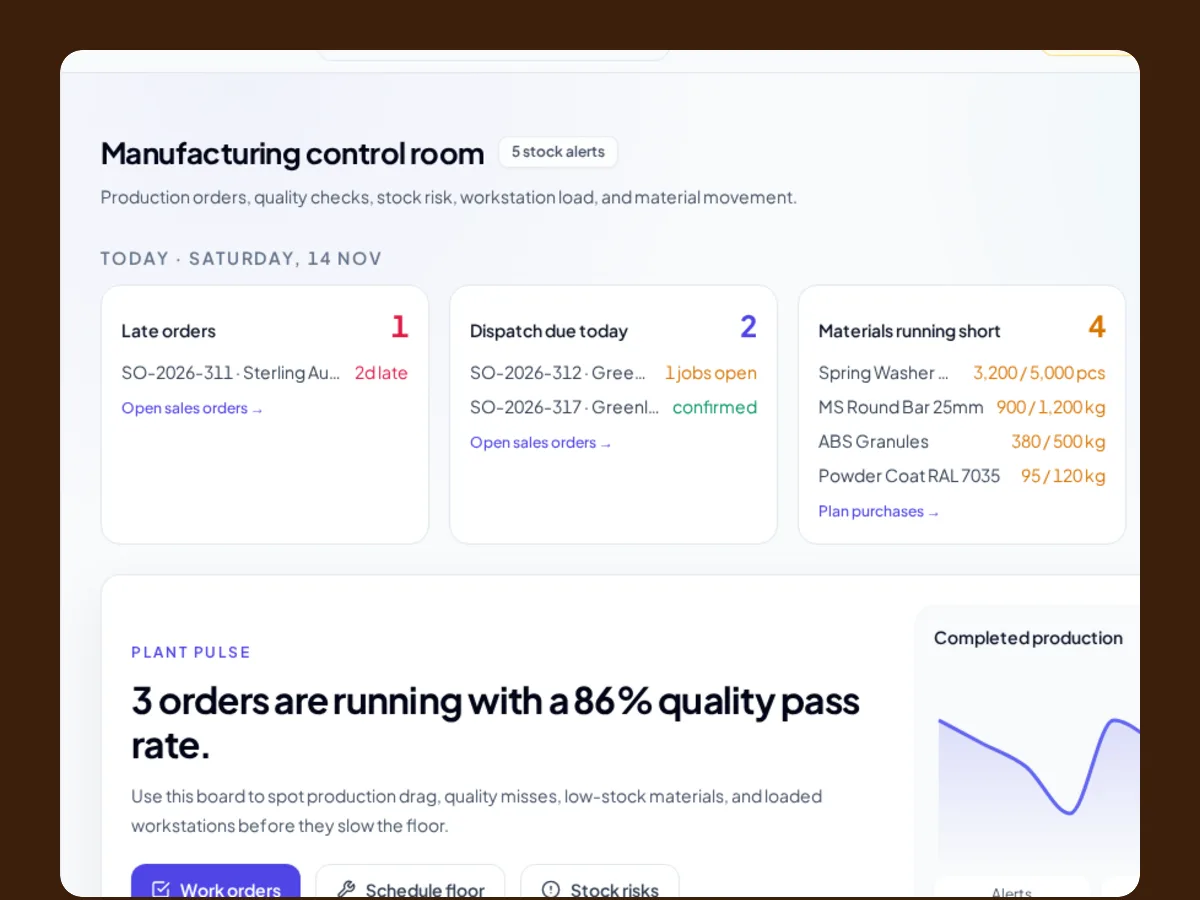 Manufacturing control room
5 stock alerts
Production orders, quality checks, stock risk, workstation load, and material movement.
TODAY · SATURDAY, 14 NOV
Late orders 1
SO-2026-311 · Sterling Au... 2d late
Open sales orders →
Dispatch due today 2
SO-2026-312 · Gree... 1 jobs open
SO-2026-317 · Greenl... confirmed
Open sales orders →
Materials running short 4
Spring Washer ... 3,200 / 5,000 pcs
MS Round Bar 25mm 900 / 1,200 kg
ABS Granules 380 / 500 kg
Powder Coat RAL 7035 95 / 120 kg
Plan purchases →
PLANT PULSE
3 orders are running with a 86% quality pass
rate.
Use this board to spot production drag, quality misses, low-stock materials, and loaded
workstations before they slow the floor.
Work orders
Schedule floor
Stock risks
Completed production
Alerts